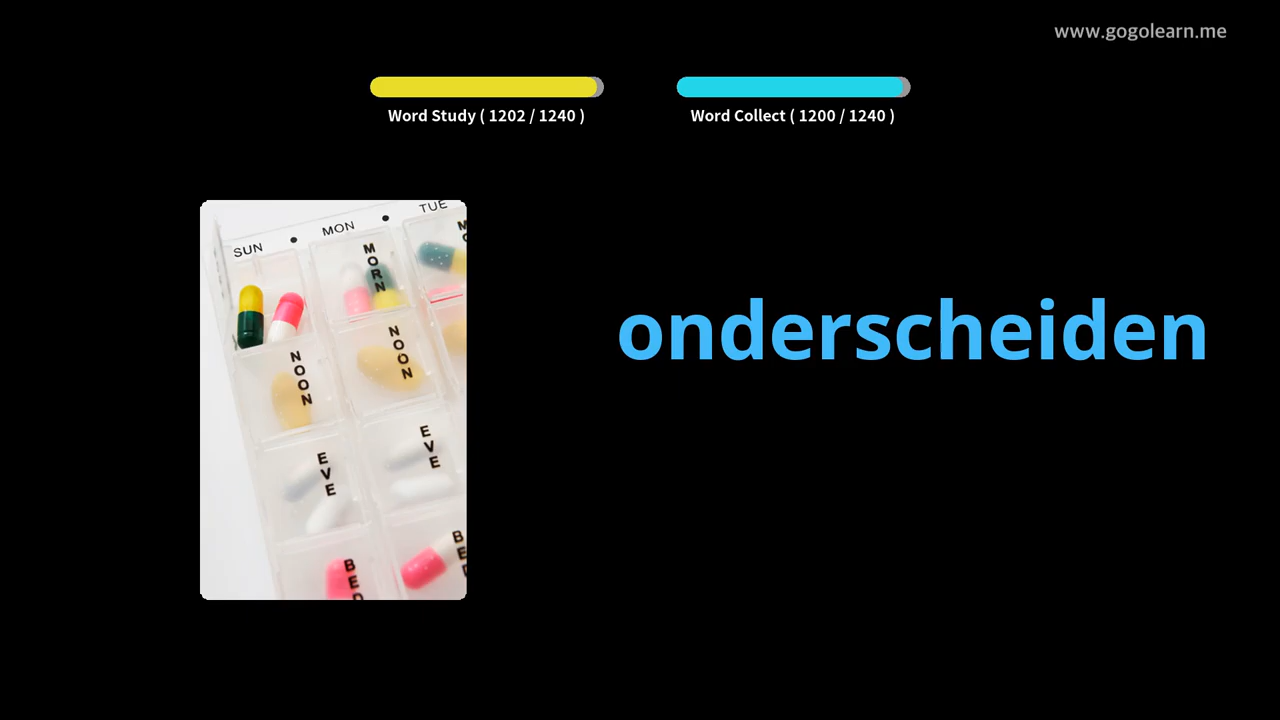 www.gogolearn.me
Word Study ( 1202 / 1240 )
Word Collect ( 1200 / 1240 )
SUN • MON • TUE
MORN
NOON
NOON
EVE
EVE
BED
onderscheiden